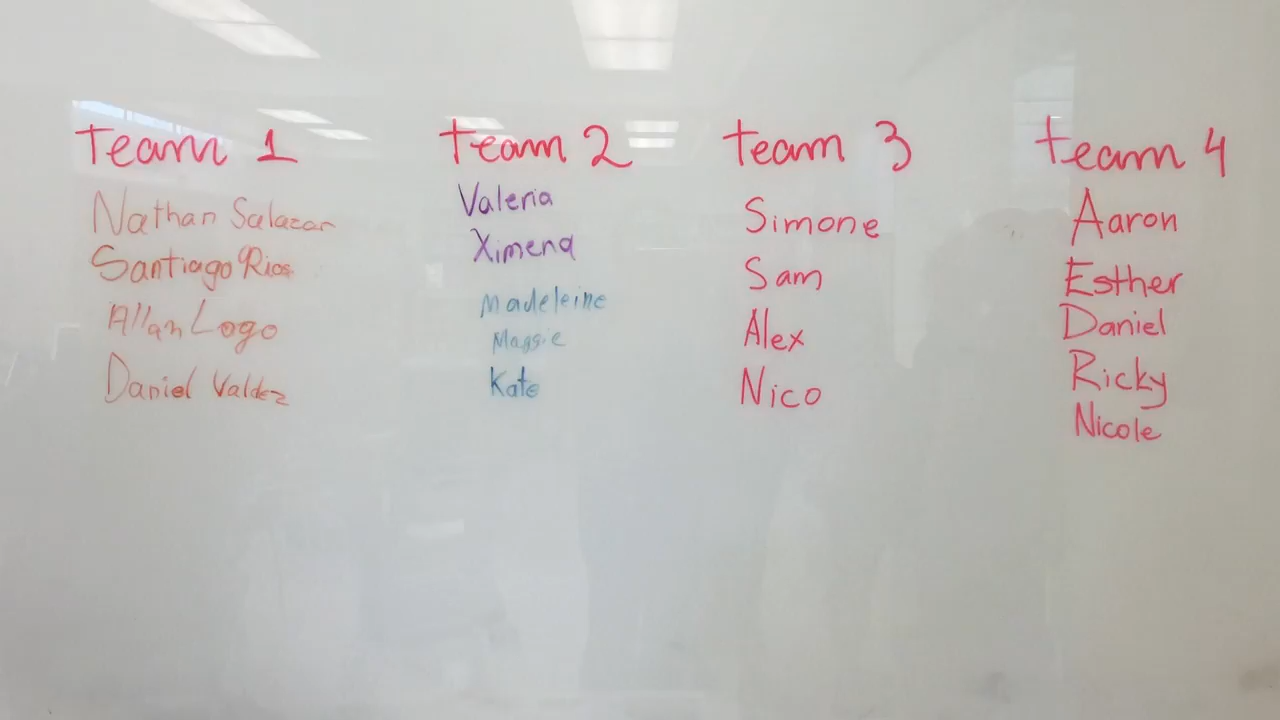 Team 1
Nathan Salazar
Santiago Rios
Allan Logo
Daniel Valdez
Team 2
Valeria
Ximena
Madeleine
Maggie
Kate
Team 3
Simone
Sam
Alex
Nico
Team 4
Aaron
Esther
Daniel
Ricky
Nicole